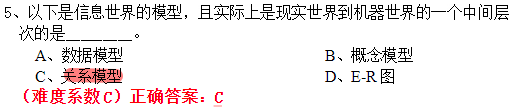 5、以下是信息世界的模型，且实际上是现实世界到机器世界的一个中间层
次的是________。
A、数据模型 B、概念模型
C、关系模型 D、E-R图
（难度系数C）正确答案：C